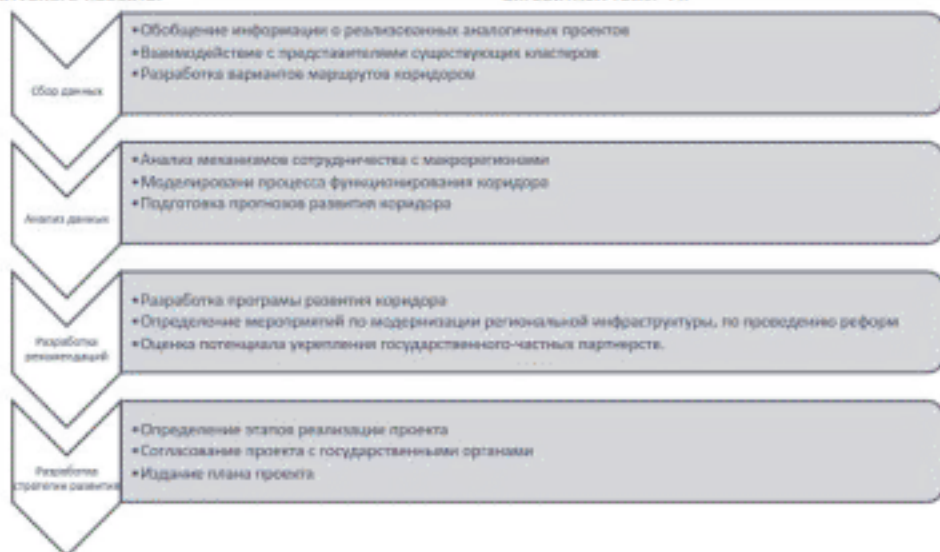 •Обобщение информации о реализованных аналогичных проектов
•Взаимодействие с представителями существующих кластеров
•Разработка вариантов маршрутов коридоров
Сбор данных
•Анализ механизмов сотрудничества с макрорегионами
•Моделировани процесса функционирования коридора
•Подготовка прогнозов развития коридора
Анализ данных
•Разработка програмы развития коридора
•Определение мероприятий по модернизации региональной инфраструктуры, по проведению реформ
•Оценка потенциала укрепления государственного-частных партнерств.
Разработка
рекомендаций
•Определение этапов реализации проекта
•Согласование проекта с государственными органами
•Издание плана проекта
Разработка
стратегии развития